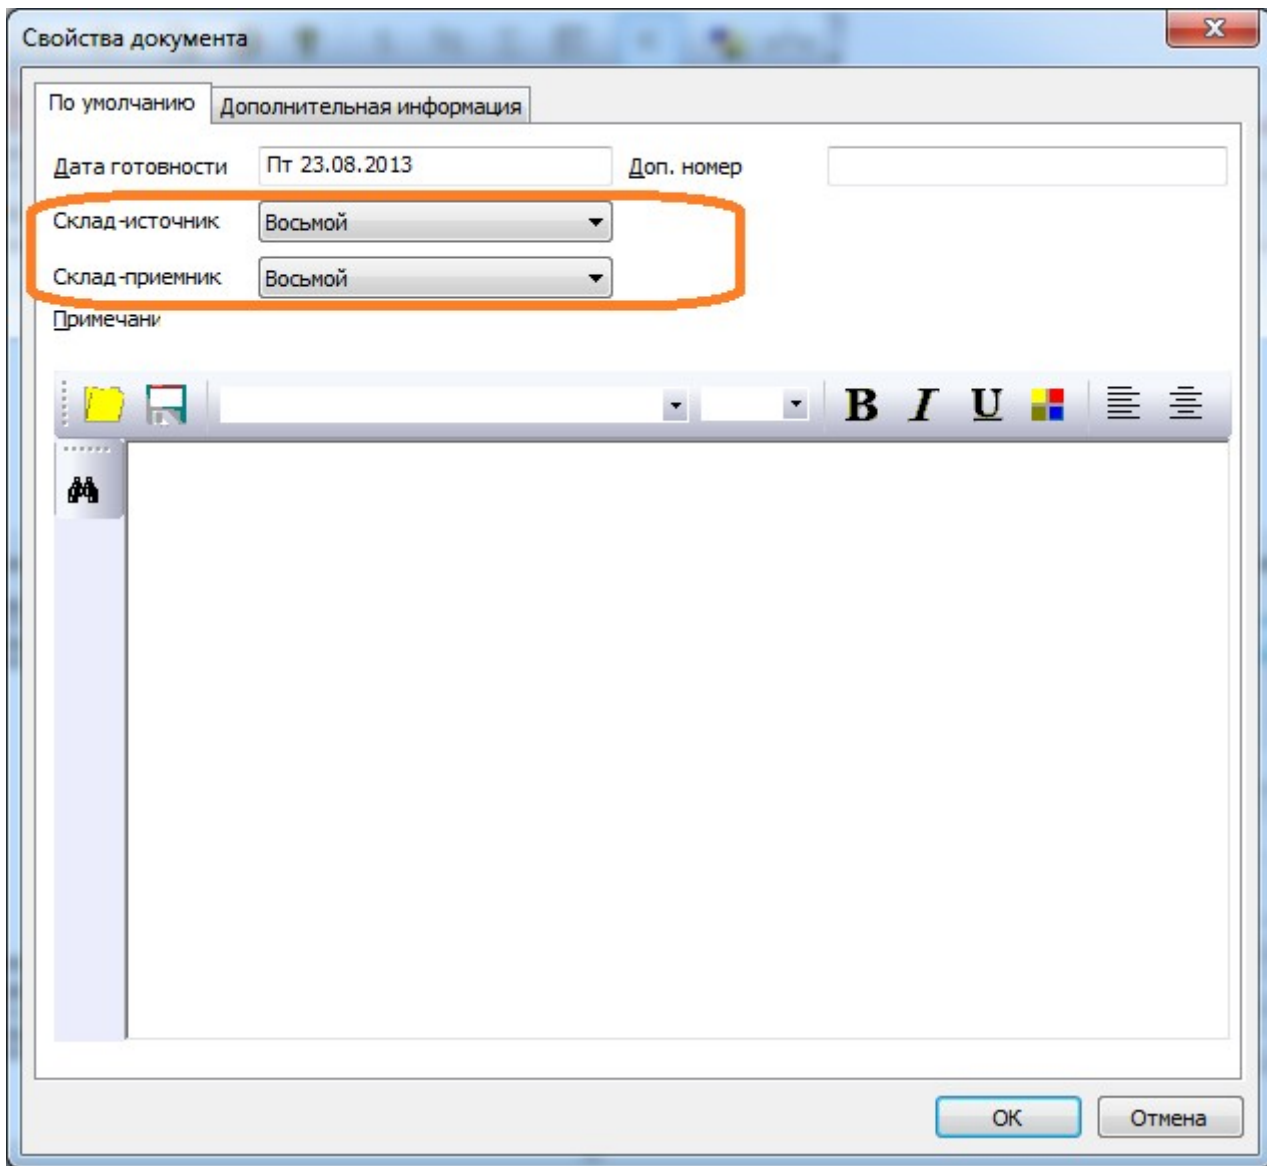 Свойства документа
По умолчанию Дополнительная информация
Дата готовности Пт 23.08.2013 Доп. номер
Склад-источник Восьмой
Склад-приемник Восьмой
Примечани
B I U
OK Отмена